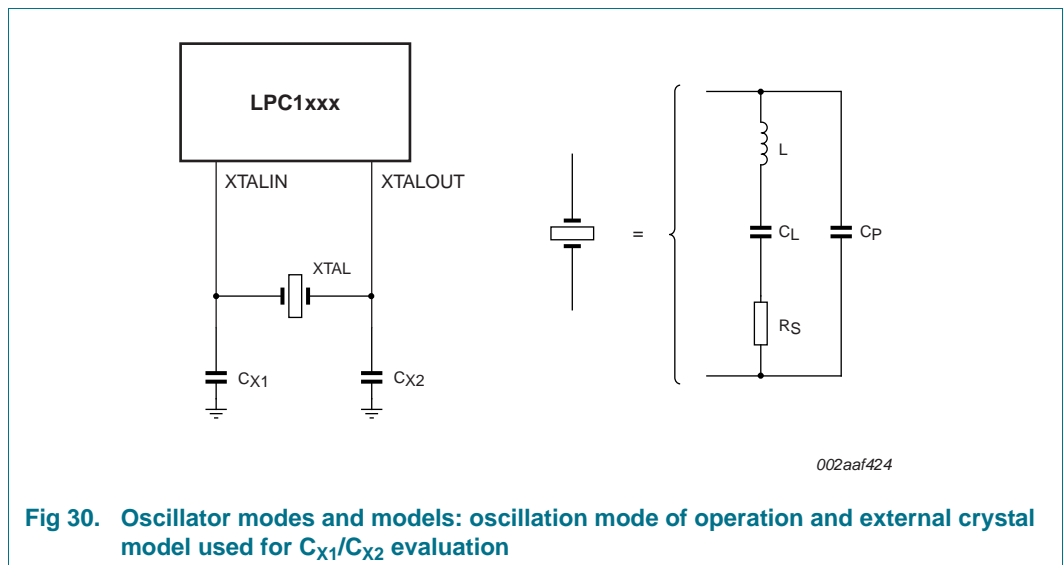 LPC1xxx
XTALIN
XTALOUT
XTAL
CX1
CX2
=
L
CL
CP
RS
002aaf424
Fig 30. Oscillator modes and models: oscillation mode of operation and external crystal
model used for CX1/CX2 evaluation